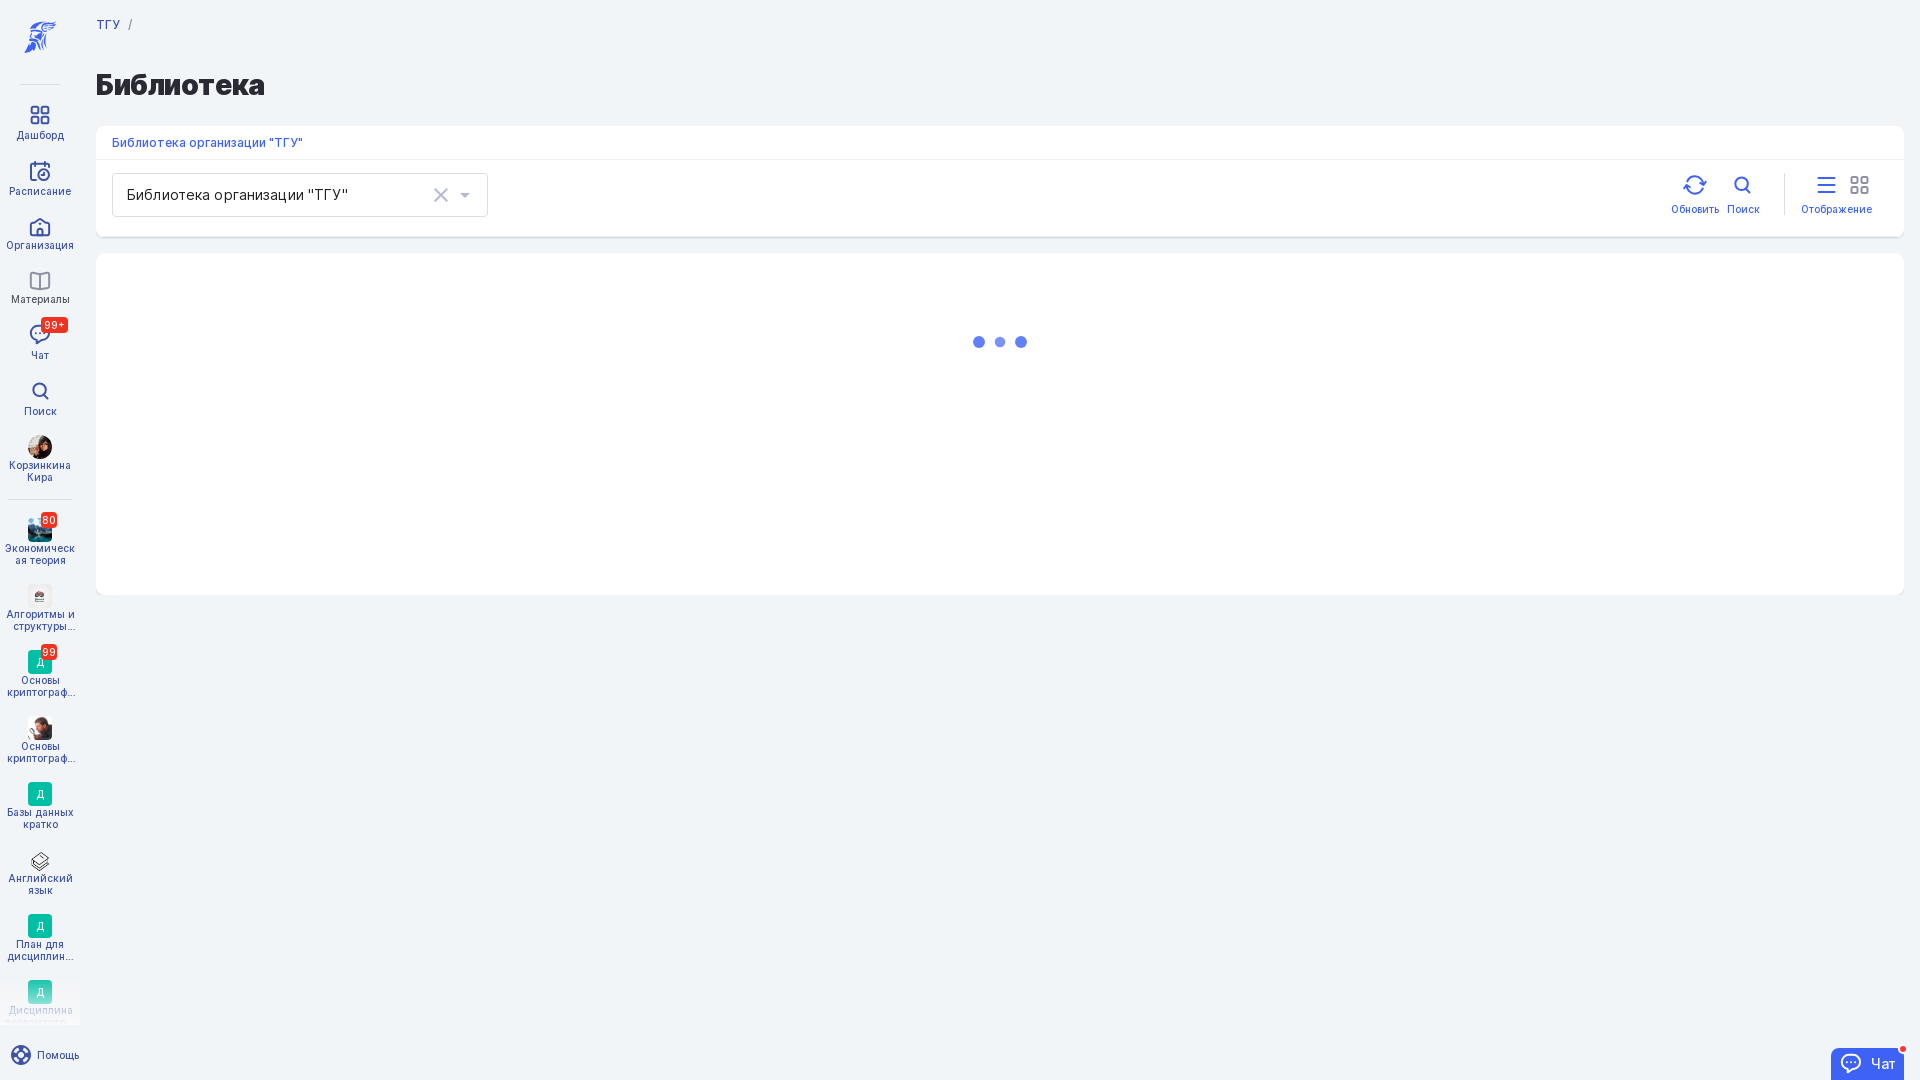 ТГУ /
Библиотека
Библиотека организации "ТГУ"
Библиотека организации "ТГУ"
Обновить
Поиск
Отображение
Дашборд
Расписание
Организация
Материалы
99+
Чат
Поиск
Корзинкина
Кира
80
Экономическ
ая теория
Алгоритмы и
структуры...
99
Д
Основы
криптограф...
Основы
криптограф...
Д
Базы данных
кратко
Английский
язык
Д
План для
дисциплин...
Д
Дисциплина
Помощь
Чат